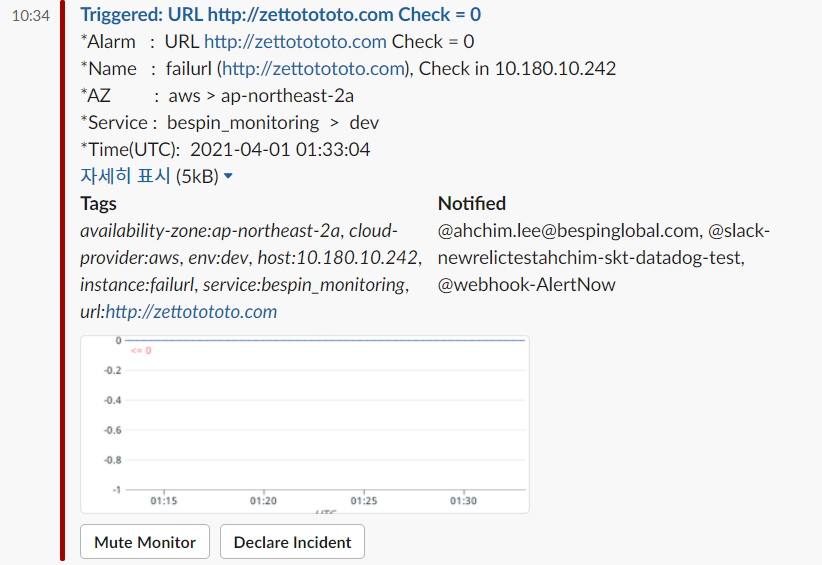 10:34
Triggered: URL http://zettotototo.com Check = 0
*Alarm : URL http://zettotototo.com Check = 0
*Name : failurl (http://zettotototo.com), Check in 10.180.10.242
*AZ : aws > ap-northeast-2a
*Service : bespin_monitoring > dev
*Time(UTC): 2021-04-01 01:33:04
자세히 표시 (5kB)
Tags
availability-zone:ap-northeast-2a, cloud-
provider:aws, env:dev, host:10.180.10.242,
instance:failurl, service:bespin_monitoring,
url:http://zettotototo.com
Notified
@ahchim.lee@bespinglobal.com, @slack-
newrelictestahchim-skt-datadog-test,
@webhook-AlertNow
0
<= 0
-0.2
-0.4
-0.6
-0.8
-1
01:15 01:20 01:25 01:30
UTC
Mute Monitor Declare Incident